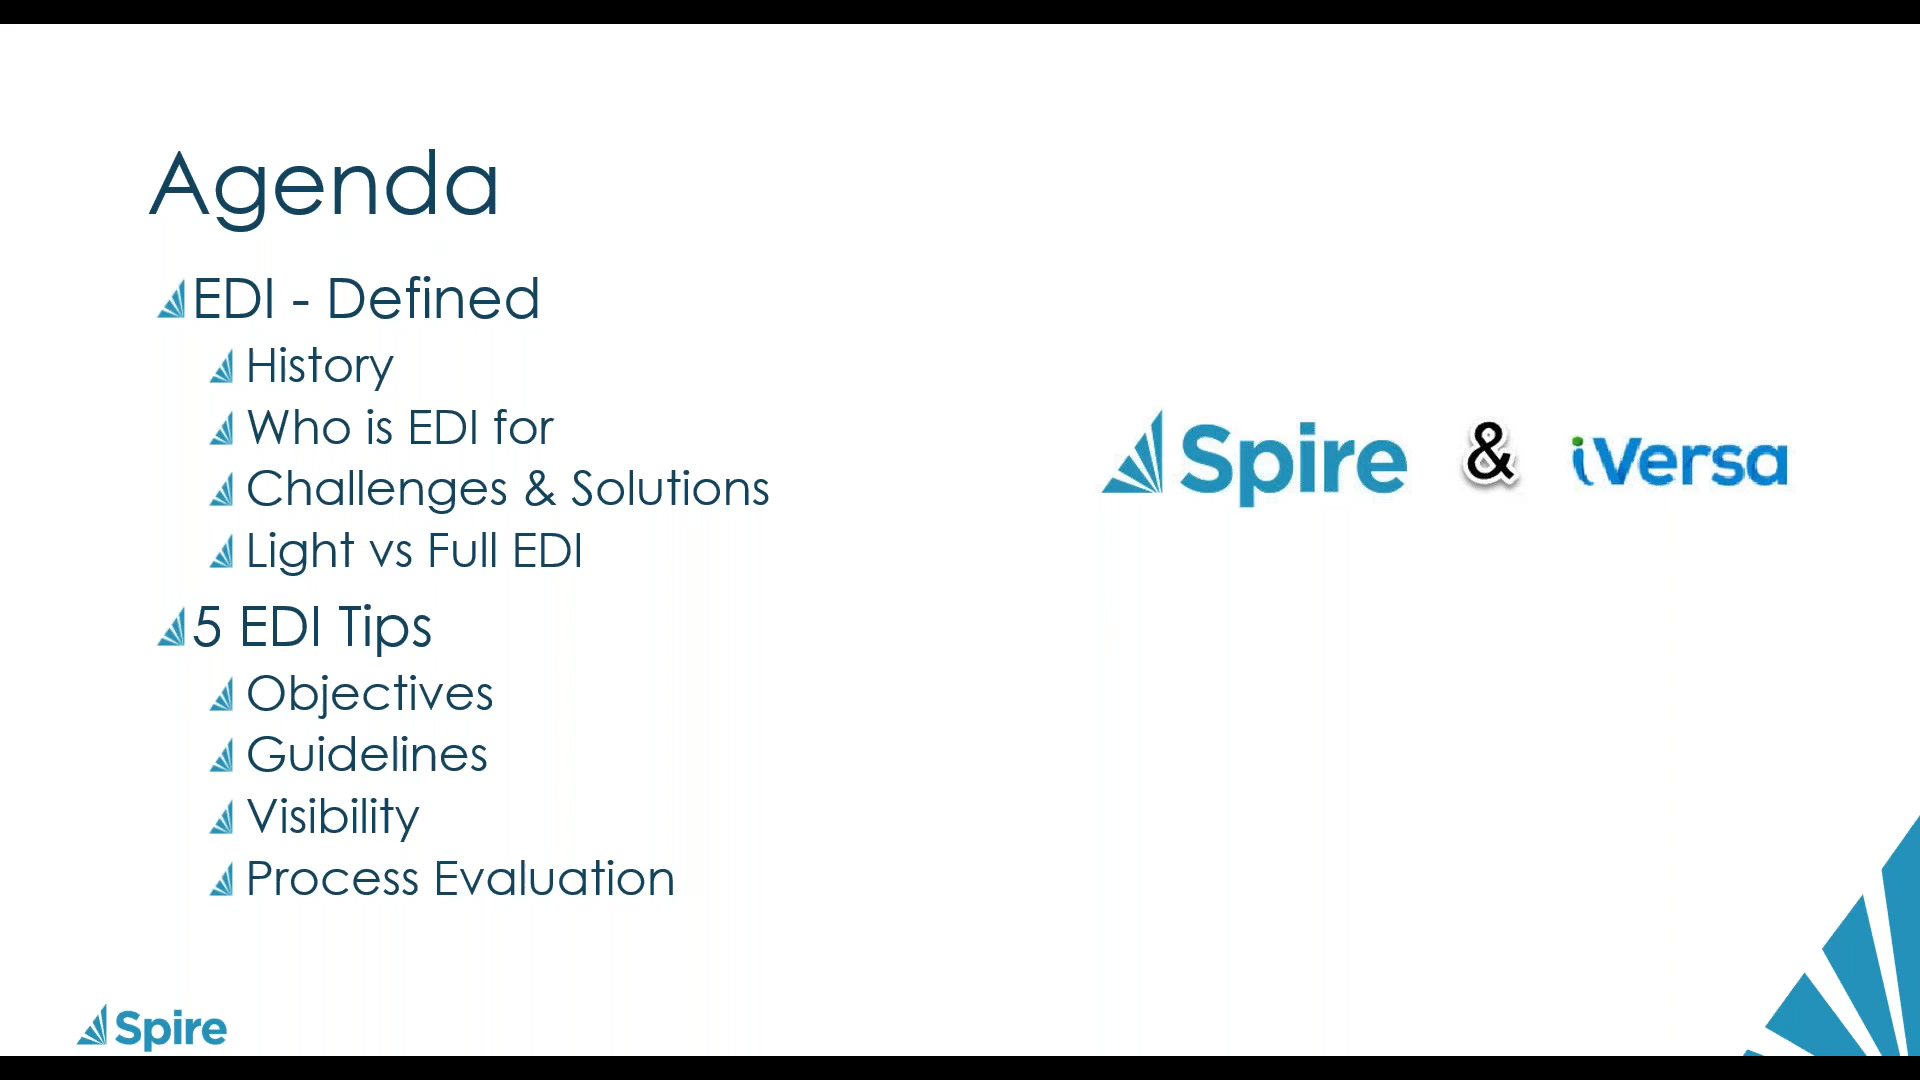 Agenda
EDI - Defined
History
Who is EDI for
Challenges & Solutions
Light vs Full EDI
5 EDI Tips
Objectives
Guidelines
Visibility
Process Evaluation
Spire & iVersa
Spire